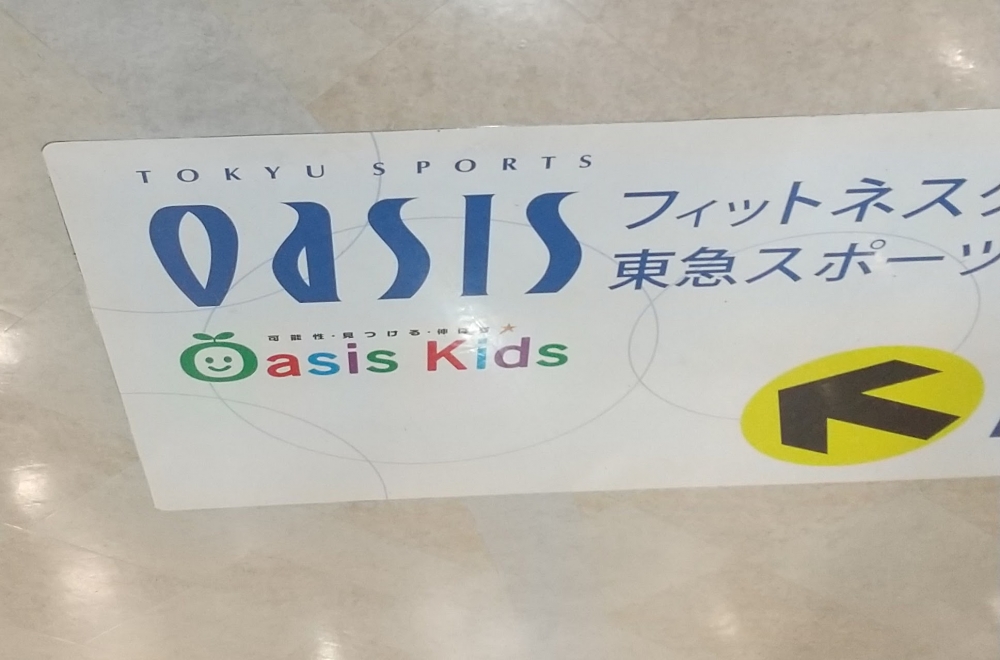 TOKYU SPORTS
OASIS
フィットネスク
東急スポーツ
可能性・見つける・伸ばす
Oasis Kids